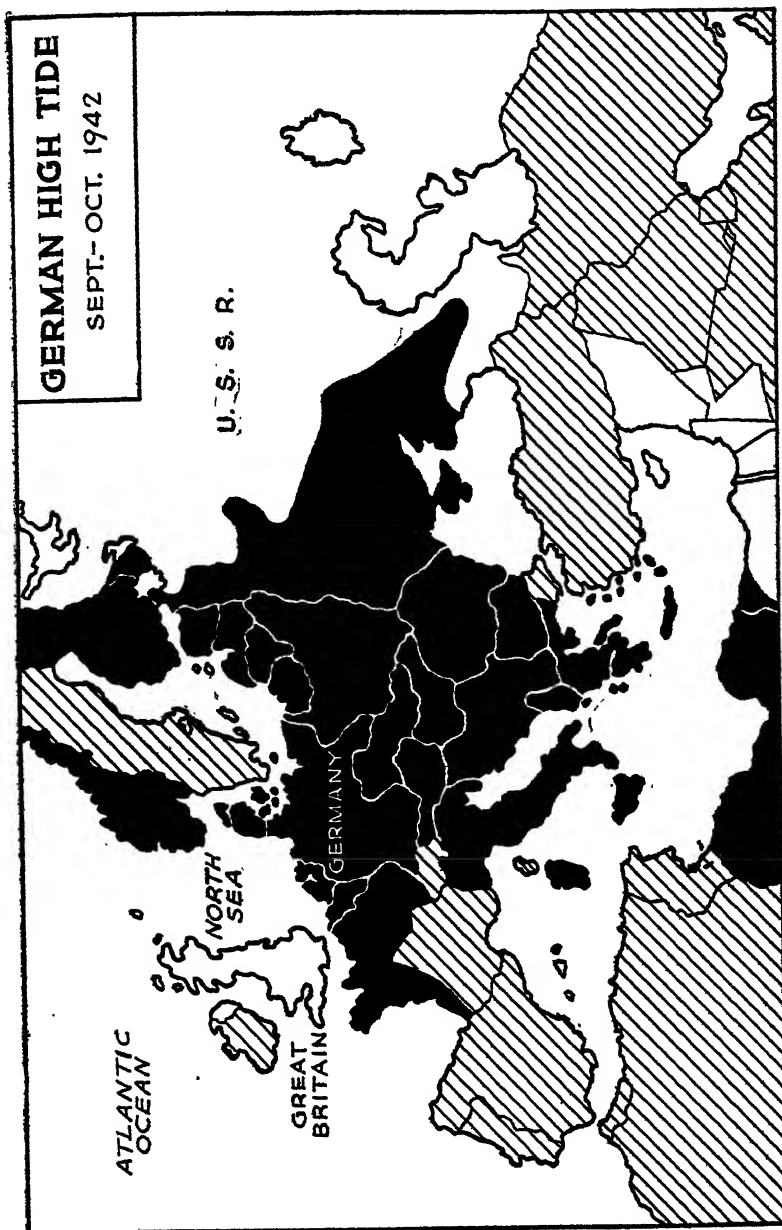 GERMAN HIGH TIDE
SEPT.- OCT. 1942
U. S. S. R.
ATLANTIC
OCEAN
NORTH
SEA
GREAT
BRITAIN
GERMANY